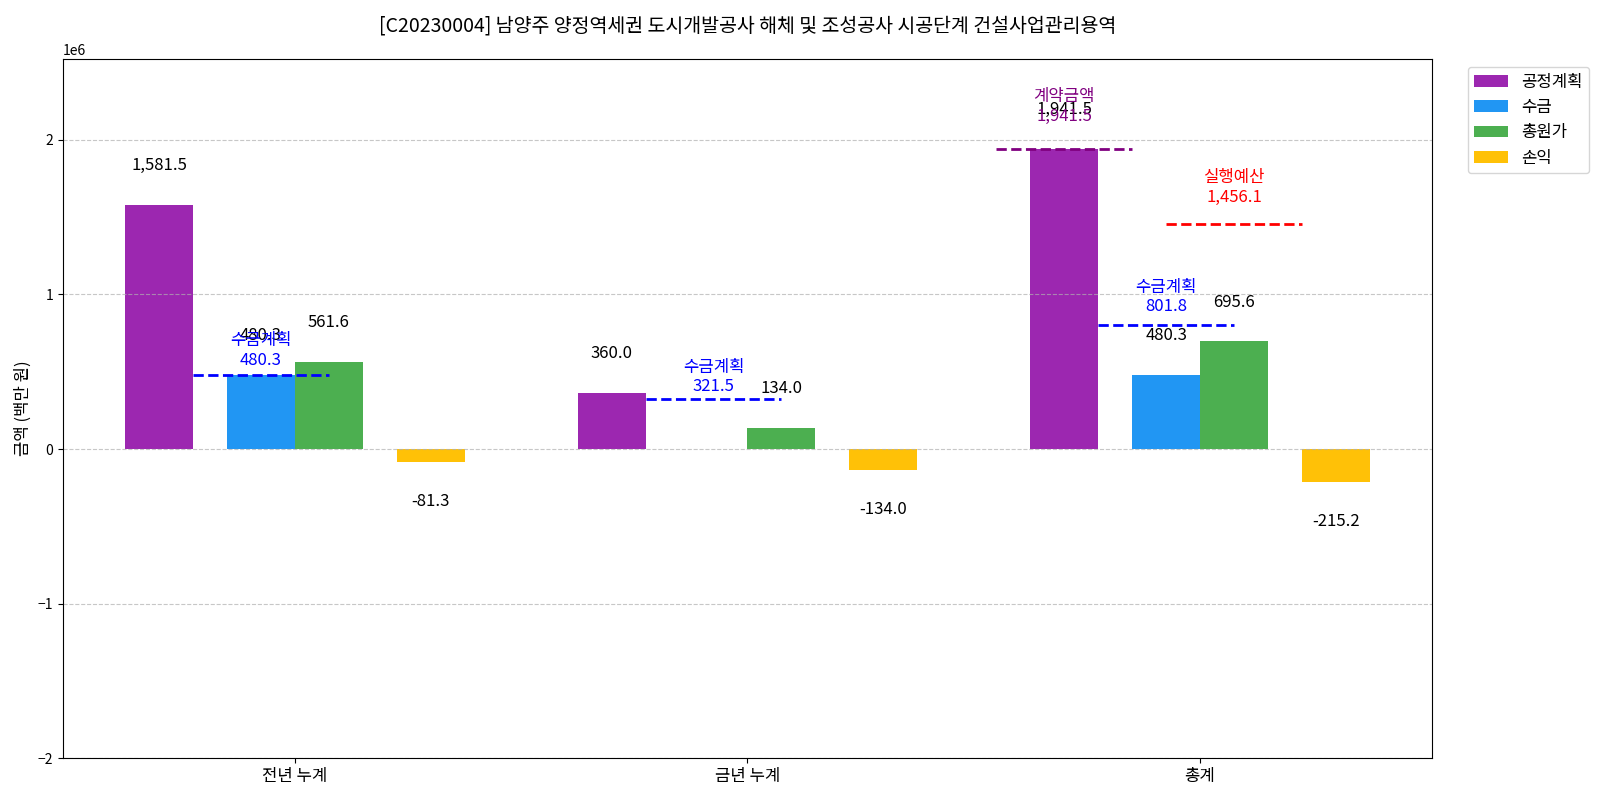 [C20230004] 남양주 양정역세권 도시개발공사 해체 및 조성공사 시공단계 건설사업관리용역
1e6
공정계획
수금
총원가
손익
금액 (백만 원)
2
1
0
−1
−2
1,581.5
480.3
수금계획
480.3
561.6
-81.3
360.0
수금계획
321.5
134.0
-134.0
계약금액
1,941.5
1,941.5
실행예산
1,456.1
수금계획
801.8
480.3
695.6
-215.2
전년 누계
금년 누계
총계